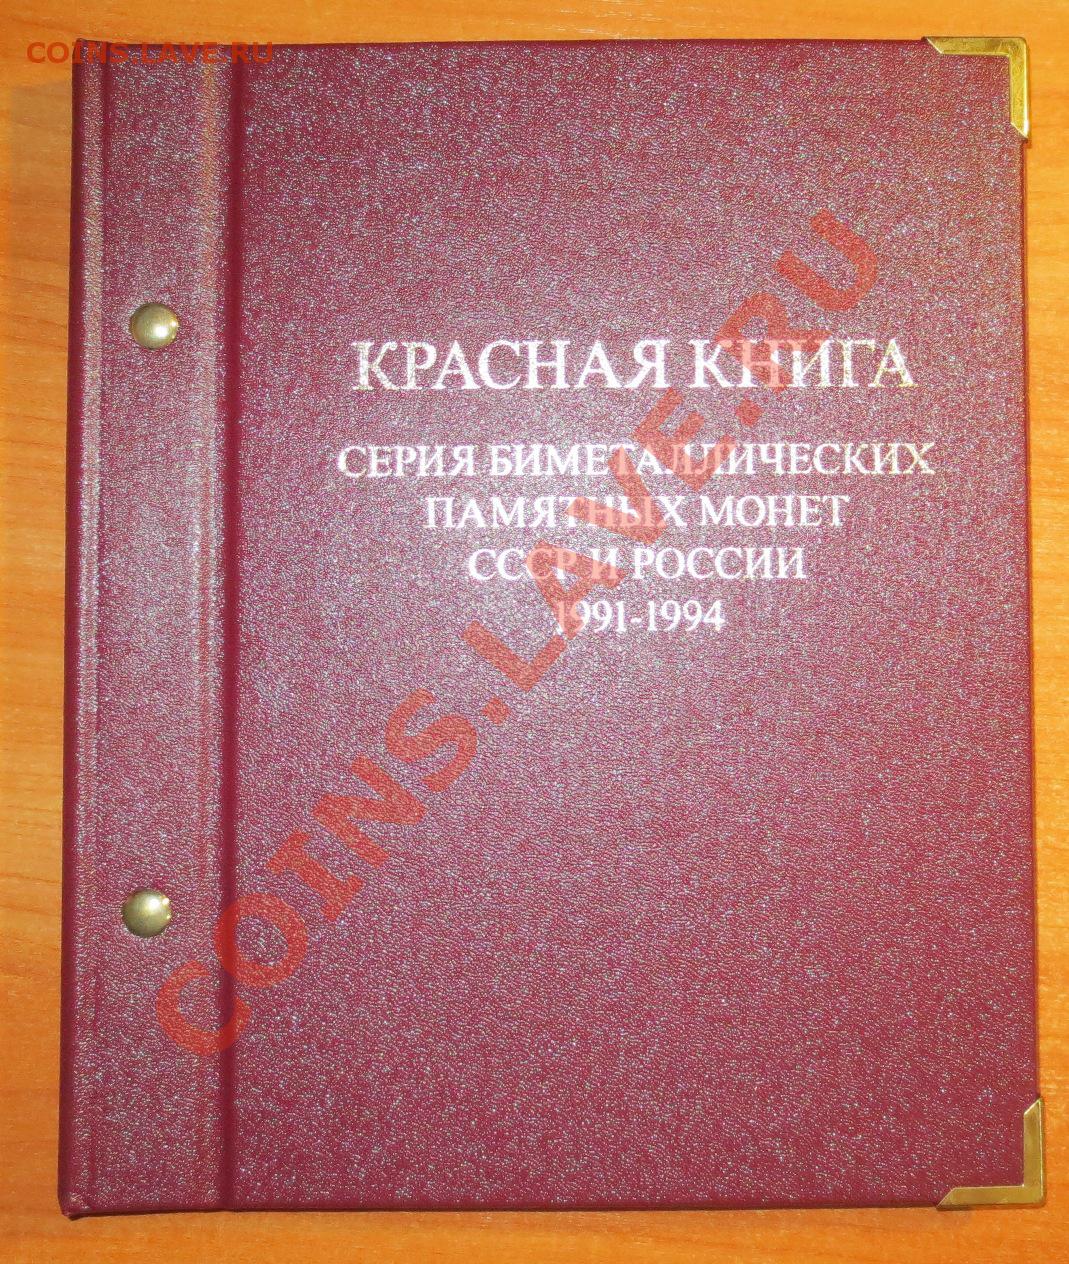 COINS.LAVE.RU
КРАСНАЯ КНИГА
СЕРИЯ БИМЕТАЛЛИЧЕСКИХ
ПАМЯТНЫХ МОНЕТ
СССР И РОССИИ
1991-1994
COINS.LAVE.RU